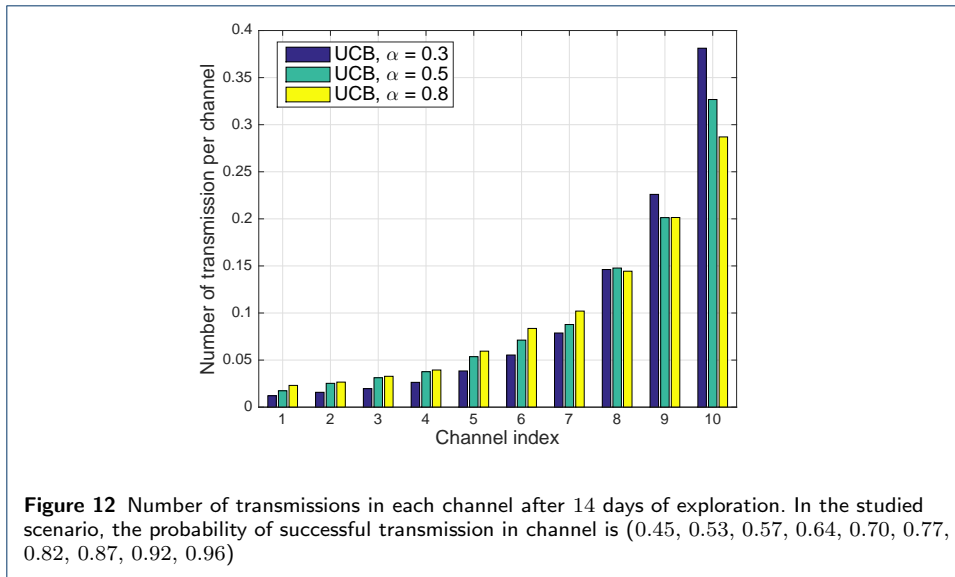 0.4
0.35
0.3
0.25
0.2
0.15
0.1
0.05
0
Number of transmission per channel
UCB, α = 0.3
UCB, α = 0.5
UCB, α = 0.8
1 2 3 4 5 6 7 8 9 10
Channel index
Figure 12 Number of transmissions in each channel after 14 days of exploration. In the studied
scenario, the probability of successful transmission in channel is (0.45, 0.53, 0.57, 0.64, 0.70, 0.77,
0.82, 0.87, 0.92, 0.96)